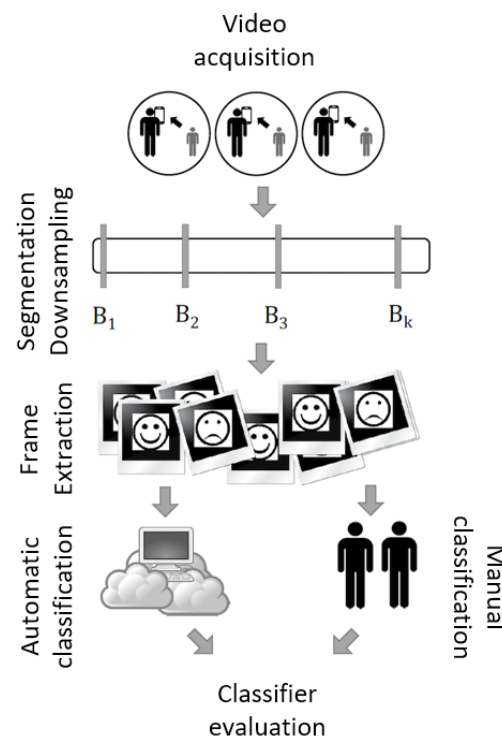 Video
acquisition
Segmentation
Downsampling
B1 B2 B3 Bk
Frame
Extraction
Automatic
classification
Manual
classification
Classifier
evaluation